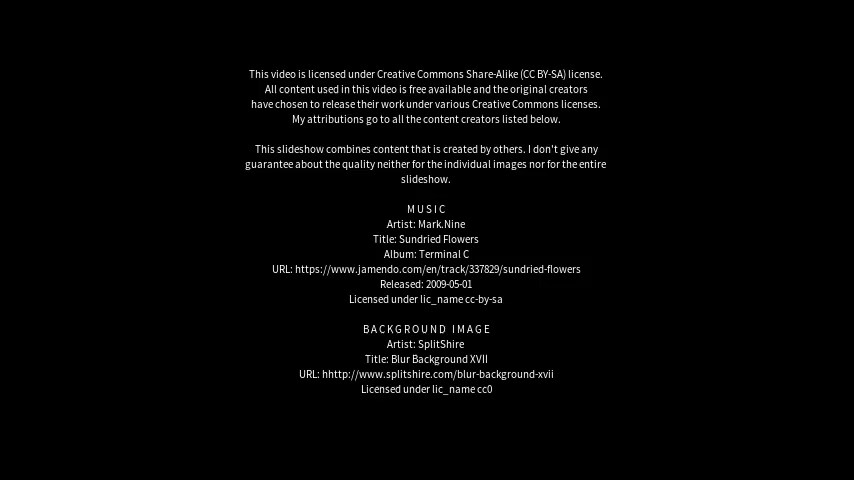 This video is licensed under Creative Commons Share-Alike (CC BY-SA) license.
All content used in this video is free available and the original creators
have chosen to release their work under various Creative Commons licenses.
My attributions go to all the content creators listed below.
This slideshow combines content that is created by others. I don't give any
guarantee about the quality neither for the individual images nor for the entire
slideshow.
MUSIC
Artist: Mark.Nine
Title: Sundried Flowers
Album: Terminal C
URL: https://www.jamendo.com/en/track/337829/sundried-flowers
Released: 2009-05-01
Licensed under lic_name cc-by-sa
BACKGROUND IMAGE
Artist: SplitShire
Title: Blur Background XVII
URL: hhttp://www.splitshire.com/blur-background-xvii
Licensed under lic_name cc0